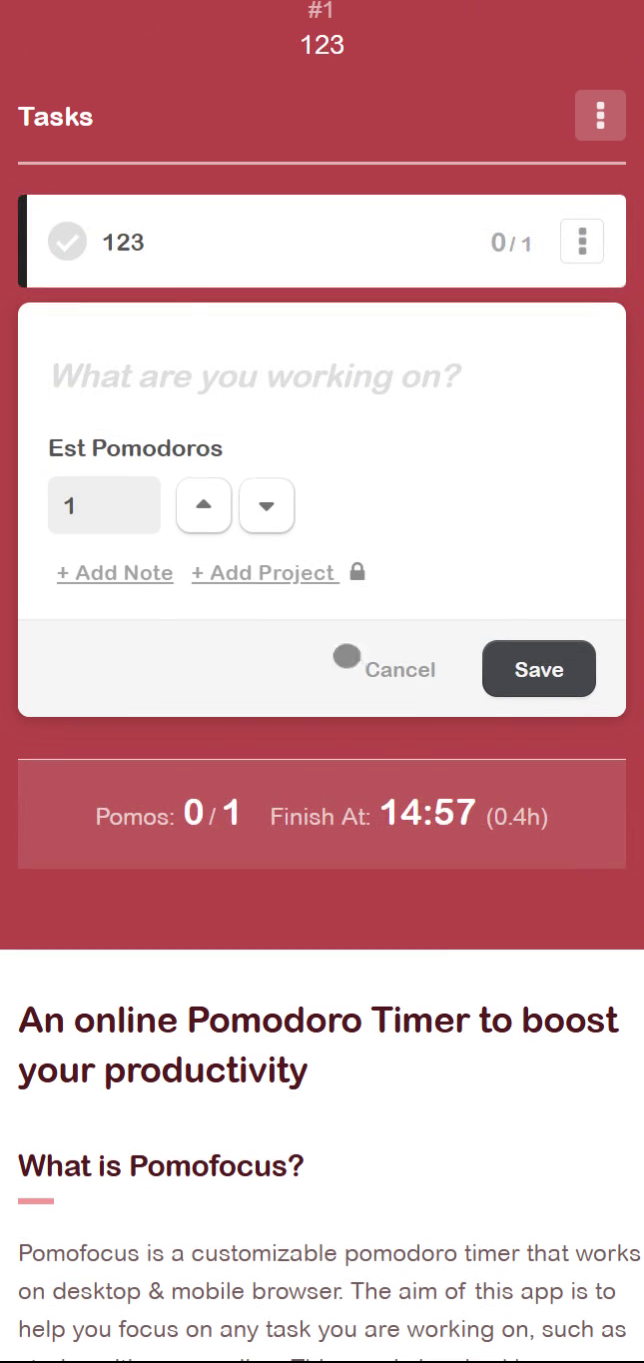 #1
123
Tasks
123
0/ 1
What are you working on?
Est Pomodoros
1
+ Add Note + Add Project
Cancel
Save
Pomos: 0/ 1 Finish At: 14:57 (0.4h)
An online Pomodoro Timer to boost
your productivity
What is Pomofocus?
Pomofocus is a customizable pomodoro timer that works
on desktop & mobile browser. The aim of this app is to
help you focus on any task you are working on, such as